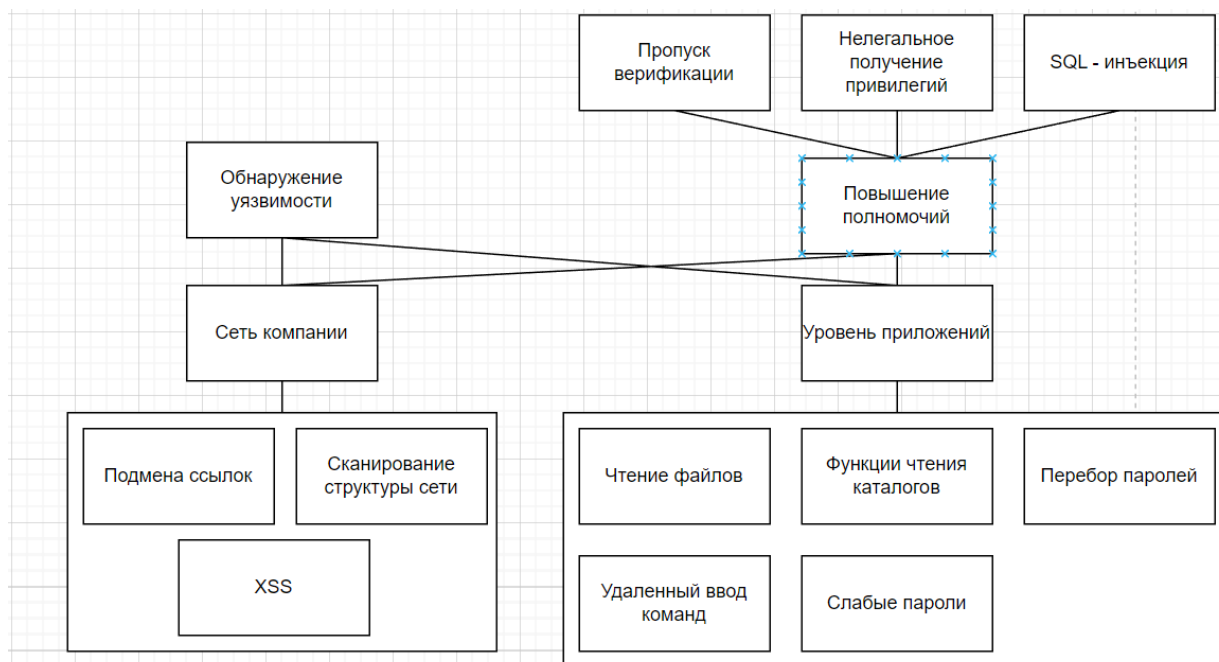 Пропуск
верификации
Нелегальное
получение
привилегий
SQL - инъекция
Обнаружение
уязвимости
Повышение
полномочий
Сеть компании
Уровень приложений
Подмена ссылок
Сканирование
структуры сети
XSS
Чтение файлов
Функции чтения
каталогов
Перебор паролей
Удаленный ввод
команд
Слабые пароли